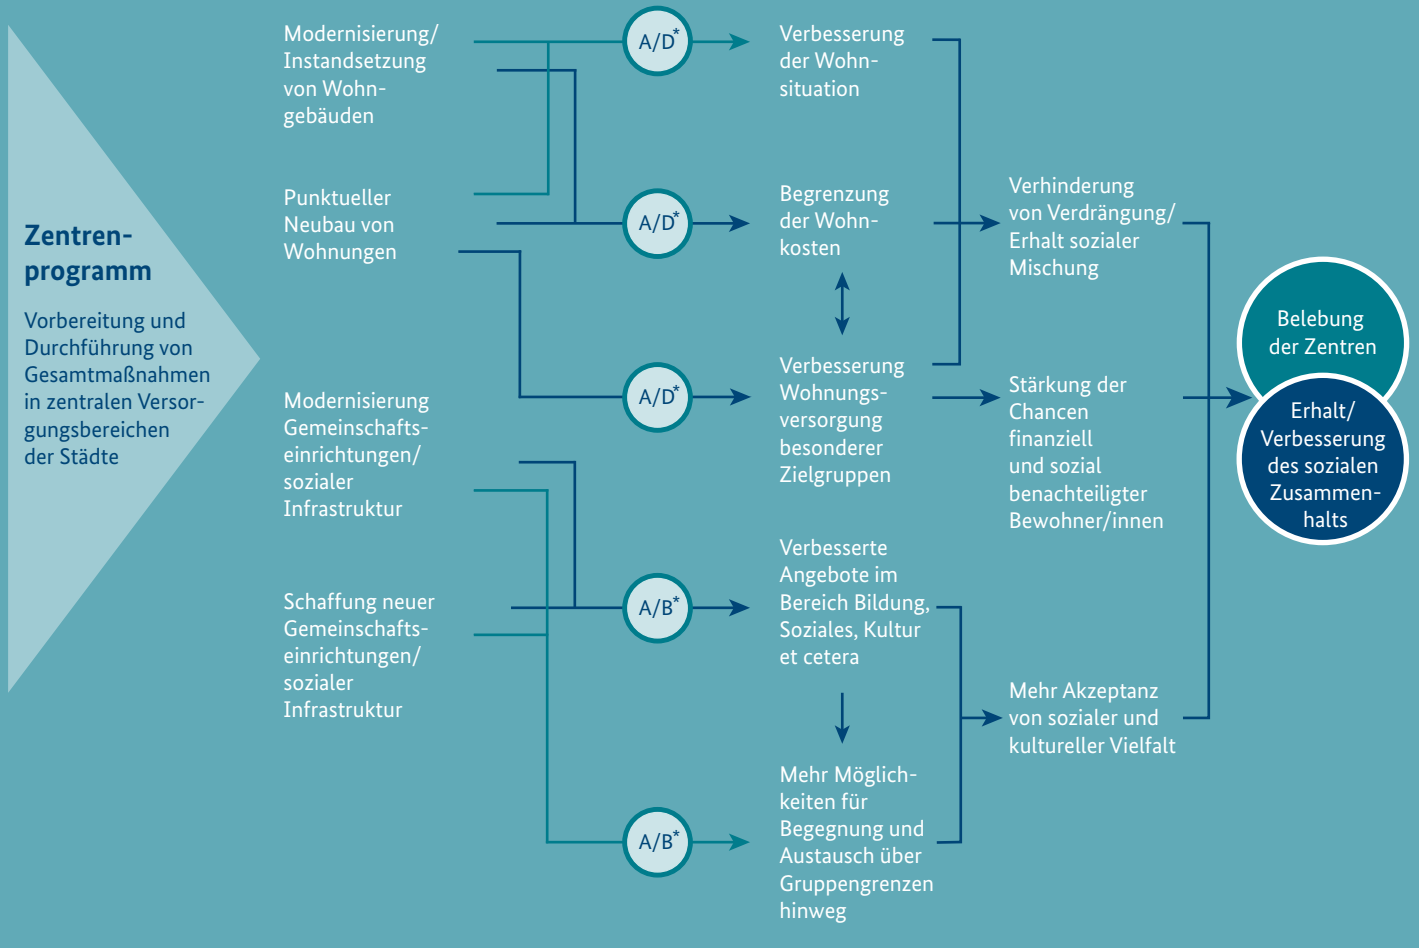 Zentren-
programm
Vorbereitung und
Durchführung von
Gesamtmaßnahmen
in zentralen Versor-
gungsbereichen
der Städte
Modernisierung/
Instandsetzung
von Wohn-
gebäuden
Punktueller
Neubau von
Wohnungen
Modernisierung
Gemeinschafts-
einrichtungen/
sozialer
Infrastruktur
Schaffung neuer
Gemeinschafts-
einrichtungen/
sozialer
Infrastruktur
A/D*
A/D*
A/D*
A/B*
A/B*
Verbesserung
der Wohn-
situation
Begrenzung
der Wohn-
kosten
Verbesserung
Wohnungs-
versorgung
besonderer
Zielgruppen
Verbesserte
Angebote im
Bereich Bildung,
Soziales, Kultur
et cetera
Mehr Möglich-
keiten für
Begegnung und
Austausch über
Gruppengrenzen
hinweg
Verhinderung
von Verdrängung/
Erhalt sozialer
Mischung
Stärkung der
Chancen
finanziell
und sozial
benachteiligter
Bewohner/innen
Mehr Akzeptanz
von sozialer und
kultureller Vielfalt
Belebung
der Zentren
Erhalt/
Verbesserung
des sozialen
Zusammen-
halts